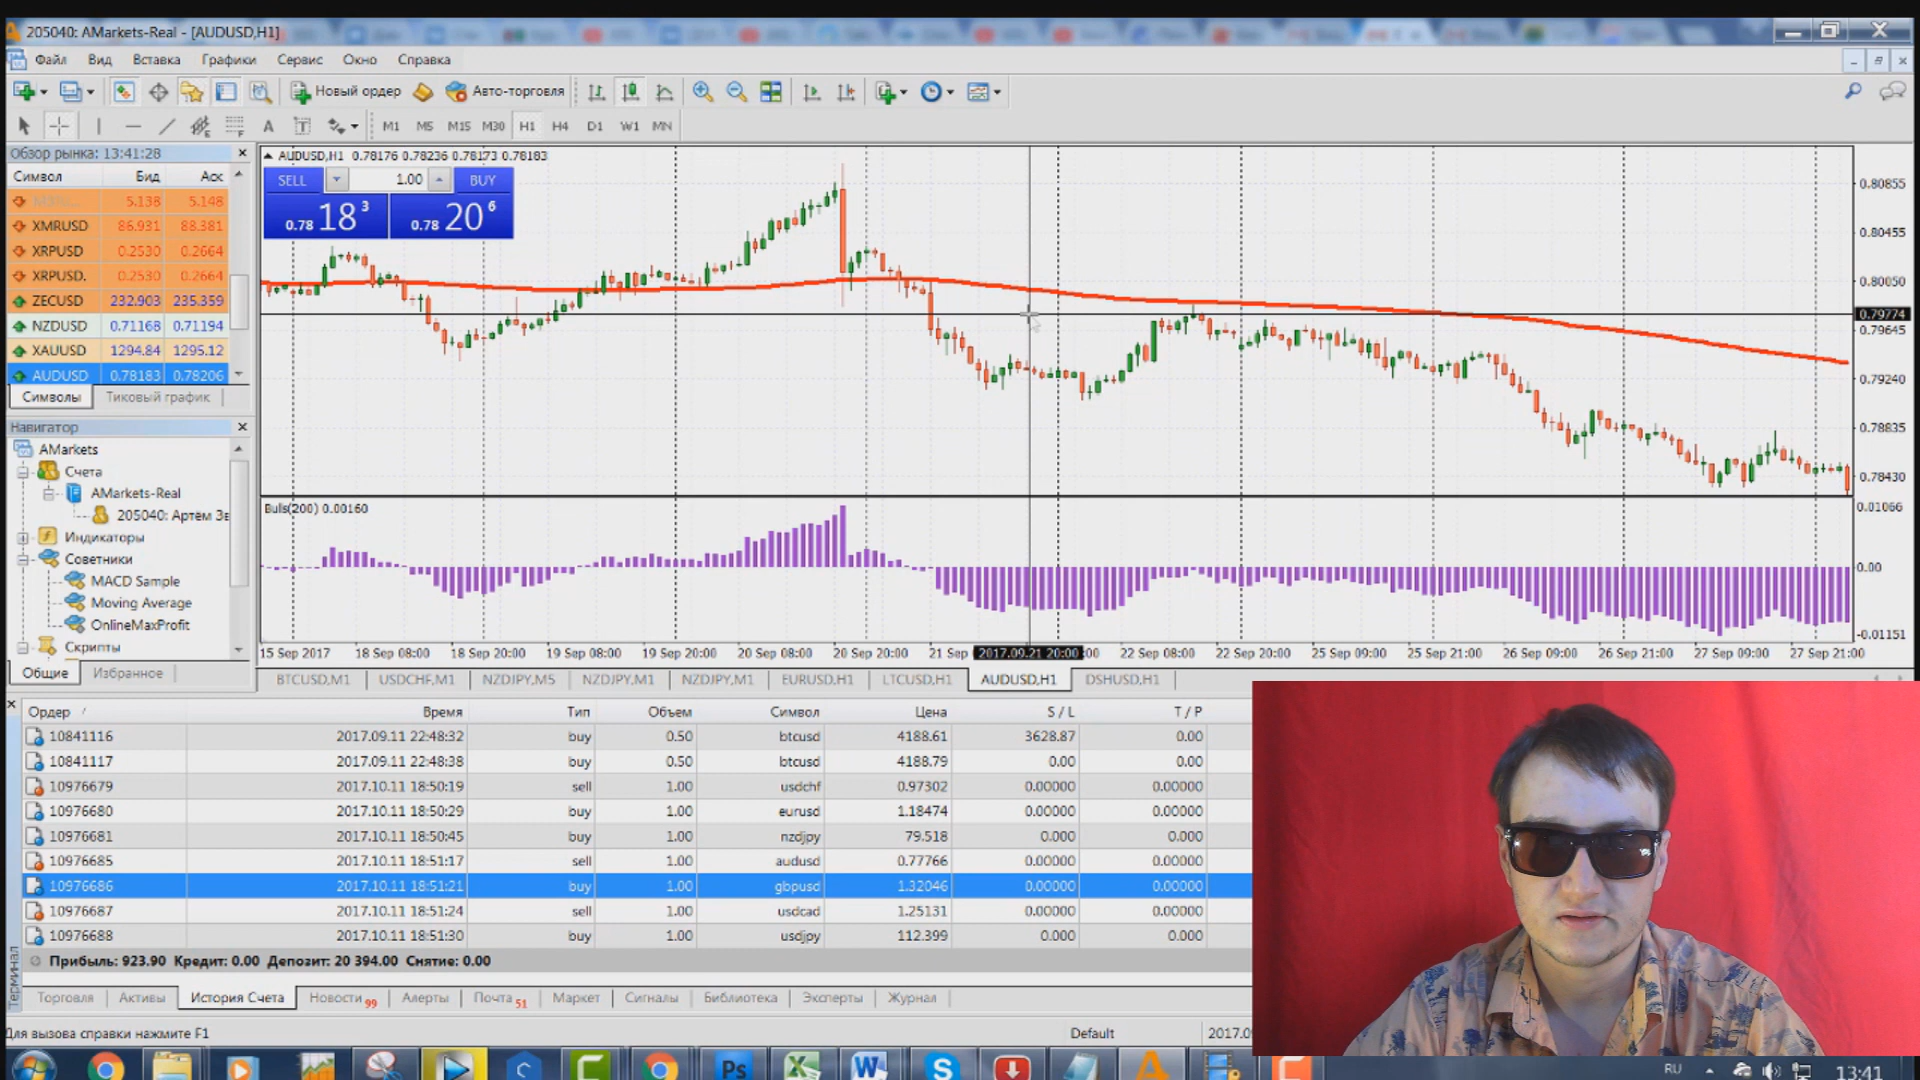 205040: AMarkets-Real - [AUDUSD,H1]
Файл Вид Вставка Графики Сервис Окно Справка
Новый ордер Авто-торговля
A T M1 M5 M15 M30 H1 H4 D1 W1 MN
Обзор рынка: 13:41:28
Символ Бид Аск
5.138 5.148
XMRUSD 86.931 88.381
XRPUSD 0.2530 0.2664
XRPUSD. 0.2530 0.2664
ZECUSD 232.903 235.359
NZDUSD 0.71168 0.71194
XAUUSD 1294.84 1295.12
AUDUSD 0.78183 0.78206
Символы Тиковый график
Навигатор
AMarkets
Счета
AMarkets-Real
205040: Артем Зв
Индикаторы
Советники
MACD Sample
Moving Average
OnlineMaxProfit
Скрипты
Общие Избранное
AUDUSD,H1 0.78176 0.78236 0.78173 0.78183
SELL 1.00 BUY
0.78 18 3 0.78 20 6
0.80855
0.80455
0.80050
0.79774
0.79645
0.79240
0.78835
0.78430
Bulls(200) 0.00160
0.01066
0.00
-0.01151
15 Sep 2017 18 Sep 08:00 18 Sep 20:00 19 Sep 08:00 19 Sep 20:00 20 Sep 08:00 20 Sep 20:00 21 Sep 2017.09.21 20:00 :00 22 Sep 08:00 22 Sep 20:00 25 Sep 09:00 25 Sep 21:00 26 Sep 09:00 26 Sep 21:00 27 Sep 09:00 27 Sep 21:00
BTCUSD,M1 USDCHF,M1 NZDJPY,M5 NZDJPY,M1 NZDJPY,M1 EURUSD,H1 LTCUSD,H1 AUDUSD,H1 DSHUSD,H1
Ордер Время Тип Объем Символ Цена S / L T / P
10841116 2017.09.11 22:48:32 buy 0.50 btcusd 4188.61 3628.87 0.00
10841117 2017.09.11 22:48:38 buy 0.50 btcusd 4188.79 0.00 0.00
10976679 2017.10.11 18:50:19 sell 1.00 usdchf 0.97302 0.00000 0.00000
10976680 2017.10.11 18:50:29 buy 1.00 eurusd 1.18474 0.00000 0.00000
10976681 2017.10.11 18:50:45 buy 1.00 nzdjpy 79.518 0.000 0.000
10976685 2017.10.11 18:51:17 sell 1.00 audusd 0.77766 0.00000 0.00000
10976686 2017.10.11 18:51:21 buy 1.00 gbpusd 1.32046 0.00000 0.00000
10976687 2017.10.11 18:51:24 sell 1.00 usdcad 1.25131 0.00000 0.00000
10976688 2017.10.11 18:51:30 buy 1.00 usdjpy 112.399 0.000 0.000
Прибыль: 923.90 Кредит: 0.00 Депозит: 20 394.00 Снятие: 0.00
Терминал
Торговля Активы История Счета Новости 99 Алерты Почта 51 Маркет Сигналы Библиотека Эксперты Журнал
Для вызова справки нажмите F1 Default 2017.0
Ps W S RU 13:41